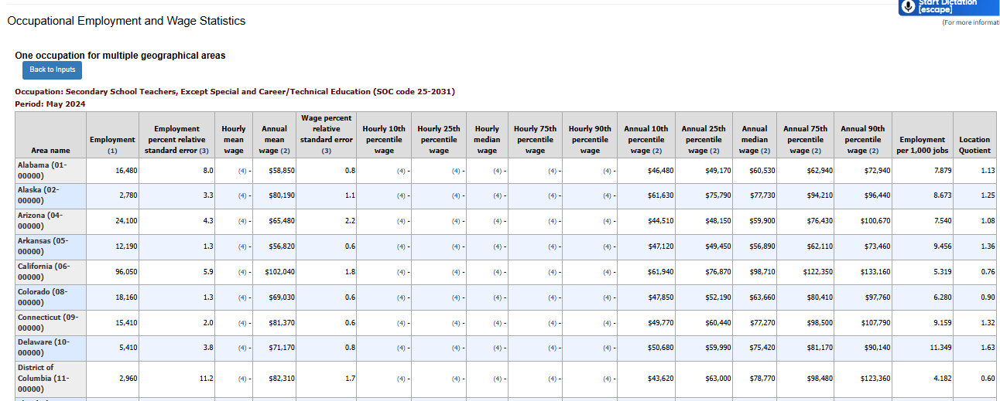 Start Dictation
[escape]
Occupational Employment and Wage Statistics
(For more informati
One occupation for multiple geographical areas
Back to Inputs
Occupation: Secondary School Teachers, Except Special and Career/Technical Education (SOC code 25-2031)
Period: May 2024
Area name Employment (1) Employment percent relative standard error (3) Hourly mean wage Annual mean wage (2) Wage percent relative standard error (3) Hourly 10th percentile wage Hourly 25th percentile wage Hourly median wage Hourly 75th percentile wage Hourly 90th percentile wage Annual 10th percentile wage (2) Annual 25th percentile wage (2) Annual median wage (2) Annual 75th percentile wage (2) Annual 90th percentile wage (2) Employment per 1,000 jobs Location Quotient
Alabama (01-00000) 16,480 8.0 (4) - $58,850 0.8 (4) - (4) - (4) - (4) - (4) - $46,480 $49,170 $60,530 $62,940 $72,940 7.879 1.13
Alaska (02-00000) 2,780 3.3 (4) - $80,190 1.1 (4) - (4) - (4) - (4) - (4) - $61,630 $75,790 $77,730 $94,210 $96,440 8.673 1.25
Arizona (04-00000) 24,100 4.3 (4) - $65,480 2.2 (4) - (4) - (4) - (4) - (4) - $44,510 $48,150 $59,900 $76,430 $100,670 7.540 1.08
Arkansas (05-00000) 12,190 1.3 (4) - $56,820 0.6 (4) - (4) - (4) - (4) - (4) - $47,120 $49,450 $56,890 $62,110 $73,460 9.456 1.36
California (06-00000) 96,050 5.9 (4) - $102,040 1.8 (4) - (4) - (4) - (4) - (4) - $61,940 $76,870 $98,710 $122,350 $133,160 5.319 0.76
Colorado (08-00000) 18,160 1.3 (4) - $69,030 0.6 (4) - (4) - (4) - (4) - (4) - $47,850 $52,190 $63,660 $80,410 $97,760 6.280 0.90
Connecticut (09-00000) 15,410 2.0 (4) - $81,370 0.6 (4) - (4) - (4) - (4) - (4) - $49,770 $60,440 $77,270 $98,500 $107,790 9.159 1.32
Delaware (10-00000) 5,410 3.8 (4) - $71,170 0.8 (4) - (4) - (4) - (4) - (4) - $50,680 $59,990 $75,420 $81,170 $90,140 11.349 1.63
District of Columbia (11-00000) 2,960 11.2 (4) - $82,310 1.7 (4) - (4) - (4) - (4) - (4) - $43,620 $63,000 $78,770 $98,480 $123,360 4.182 0.60